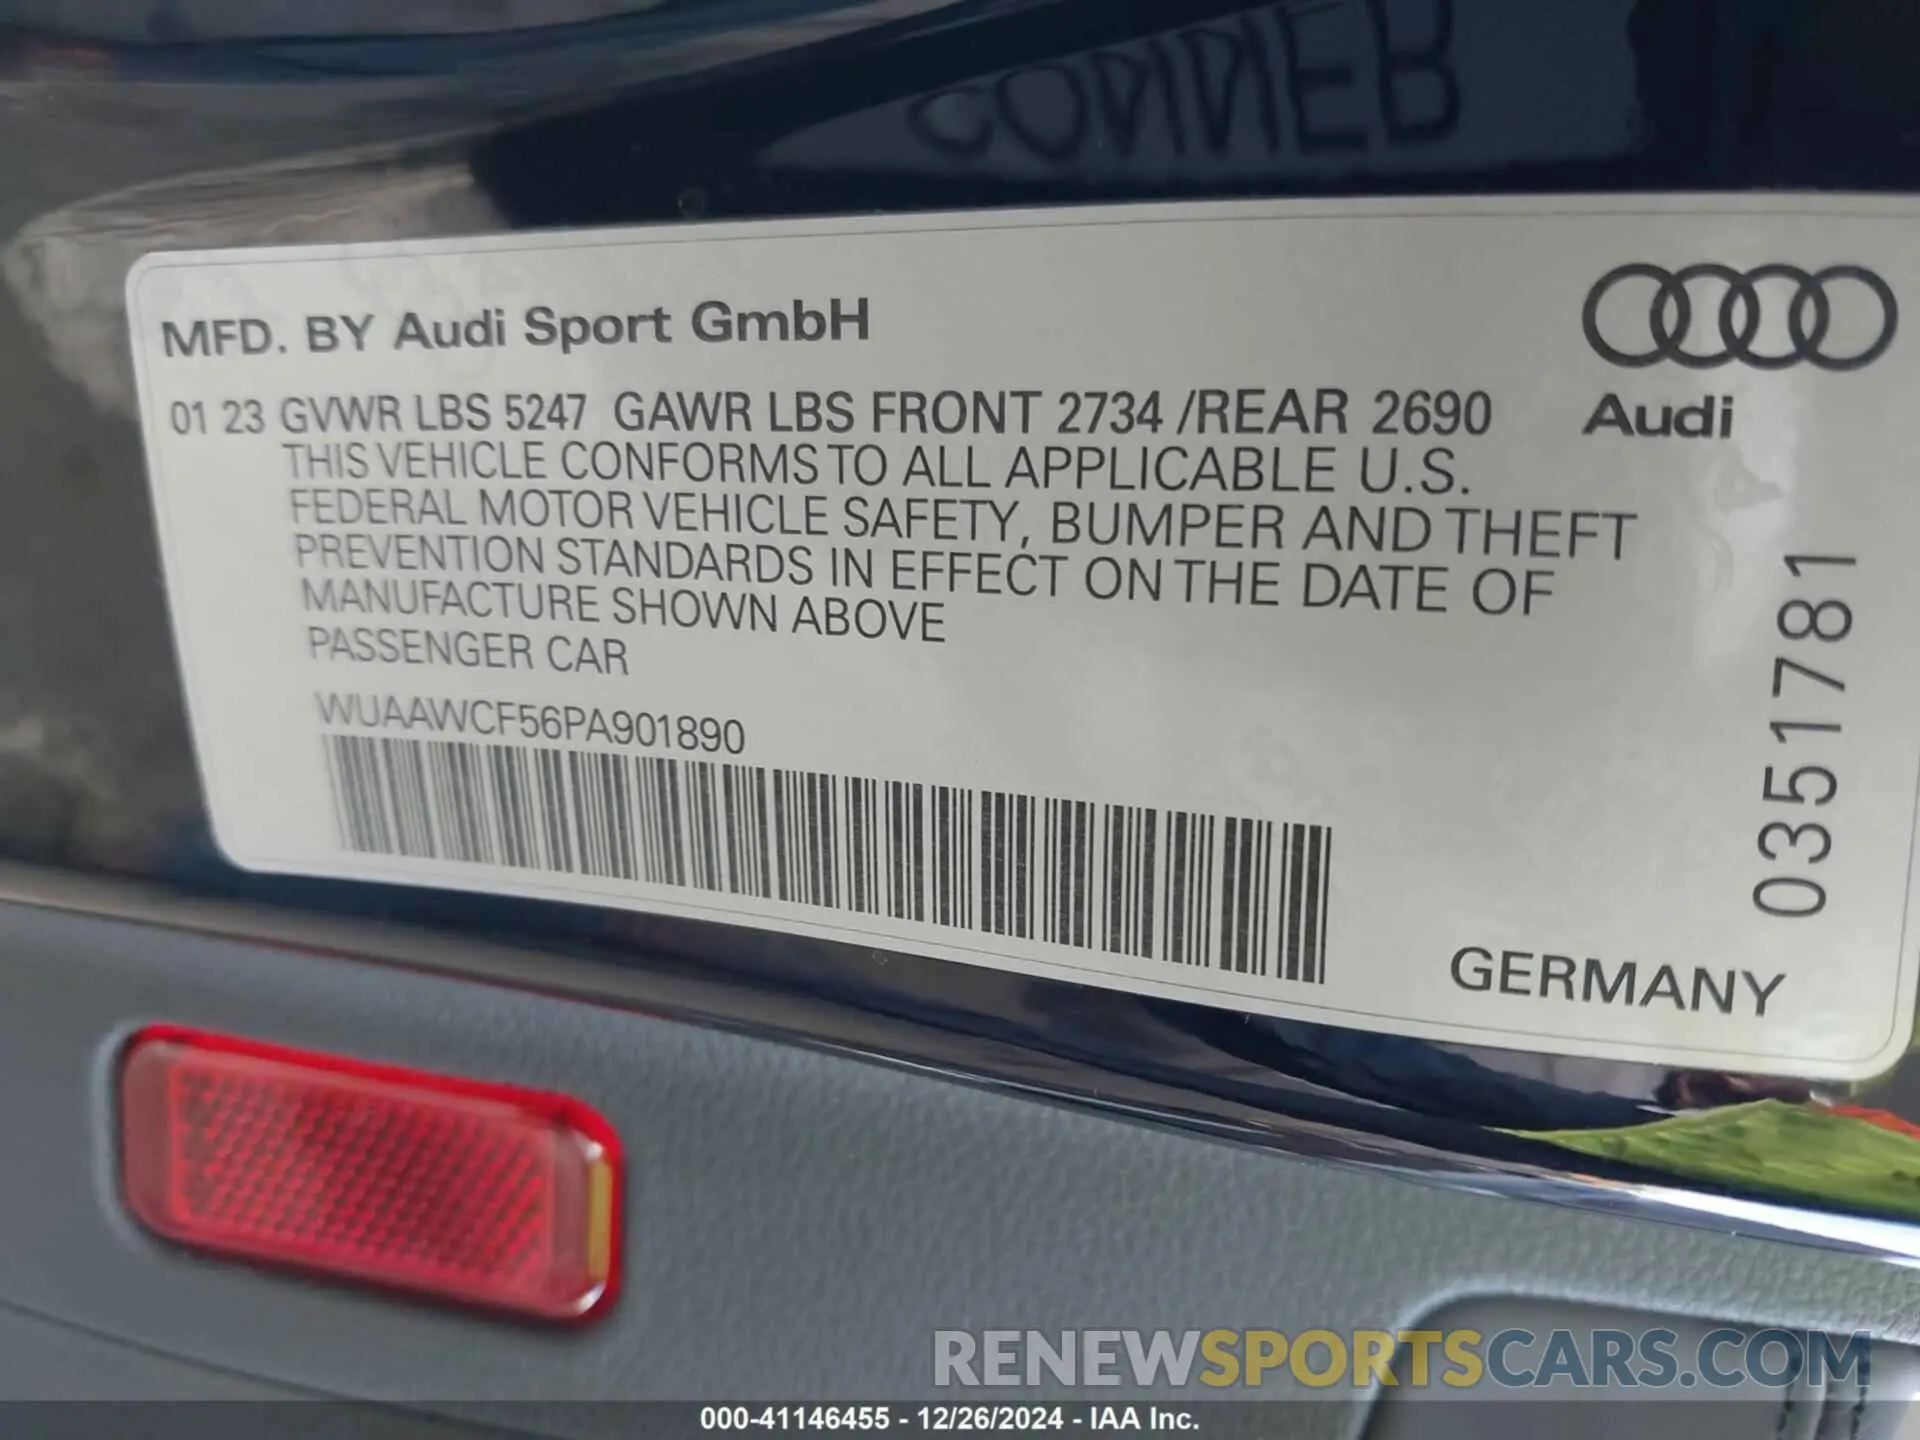 CONNER
MFD. BY Audi Sport GmbH
01 23 GVWR LBS 5247 GAWR LBS FRONT 2734 /REAR 2690
Audi
THIS VEHICLE CONFORMS TO ALL APPLICABLE U.S.
FEDERAL MOTOR VEHICLE SAFETY, BUMPER AND THEFT
PREVENTION STANDARDS IN EFFECT ON THE DATE OF
MANUFACTURE SHOWN ABOVE
PASSENGER CAR
WUAAWCF56PA901890
0351781
GERMANY
RENEWSPORTSCARS.COM
000-41146455 - 12/26/2024 - IAA Inc.